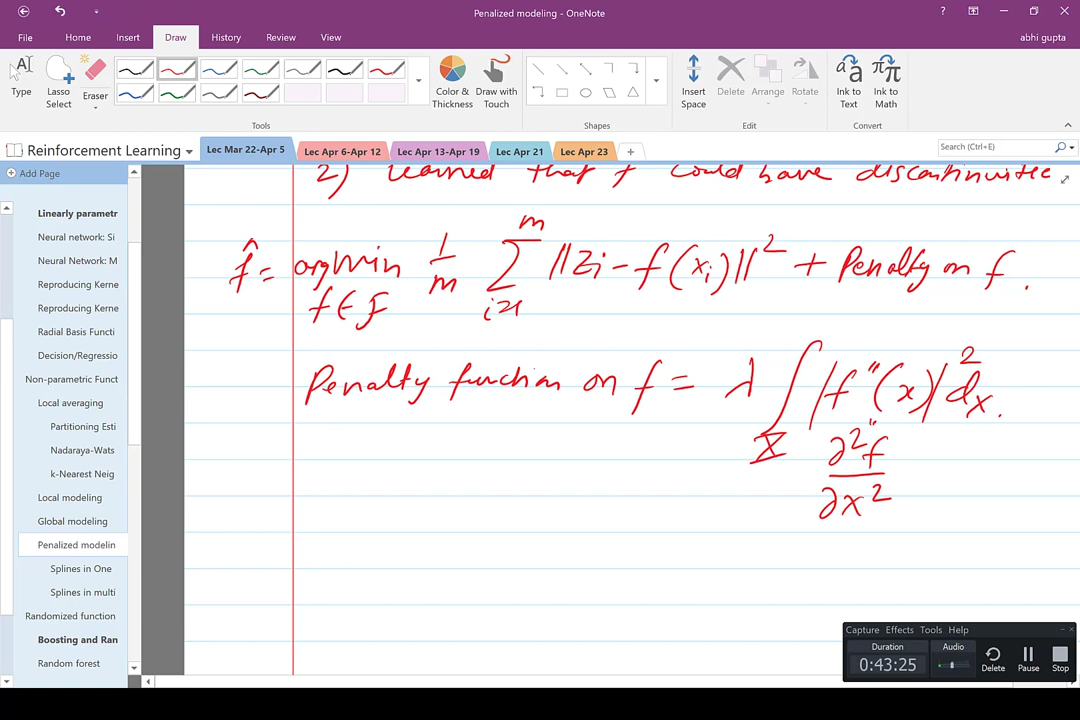 Penalized modeling - OneNote
File Home Insert Draw History Review View
abhi gupta
Type
Lasso Select
Eraser
Color & Thickness
Draw with Touch
Insert Space
Delete
Arrange
Rotate
Ink to Text
Ink to Math
Tools
Shapes
Edit
Convert
Reinforcement Learning
Lec Mar 22-Apr 5
Lec Apr 6-Apr 12
Lec Apr 13-Apr 19
Lec Apr 21
Lec Apr 23
Search (Ctrl+E)
Add Page
Linearly parametr
Neural network: Si
Neural Network: M
Reproducing Kerne
Reproducing Kerne
Radial Basis Functi
Decision/Regressio
Non-parametric Funct
Local averaging
Partitioning Esti
Nadaraya-Wats
k-Nearest Neig
Local modeling
Global modeling
Penalized modelin
Splines in One
Splines in multi
Randomized function
Boosting and Ran
Random forest
2) Learned that f could have discontinuitie
f̂ = argmin f∈F 1/m Σ i=1 m ||Zi - f(xi)||² + Penalty on f.
Penalty function on f = λ ∫X |f''(x)|² dx.
∂²f
∂x²
Capture Effects Tools Help
Duration
0:43:25
Audio
Delete
Pause
Stop